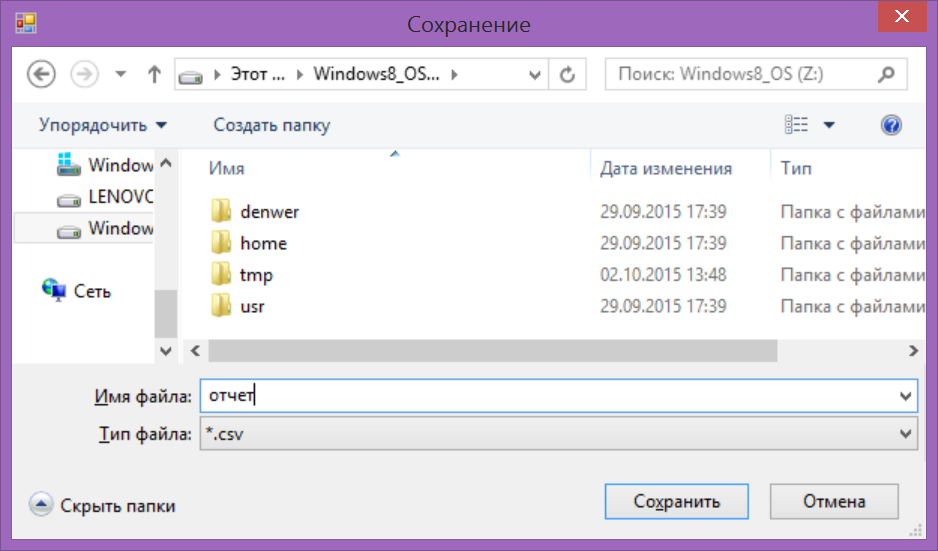 Сохранение
Этот ... Windows8_OS... Поиск: Windows8_OS (Z:)
Упорядочить Создать папку
Window
LENOVO
Window
Сеть
Имя Дата изменения Тип
denwer 29.09.2015 17:39 Папка с файлами
home 29.09.2015 17:39 Папка с файлами
tmp 02.10.2015 13:48 Папка с файлами
usr 29.09.2015 17:39 Папка с файлами
Имя файла: отчет
Тип файла: *.csv
Скрыть папки Сохранить Отмена